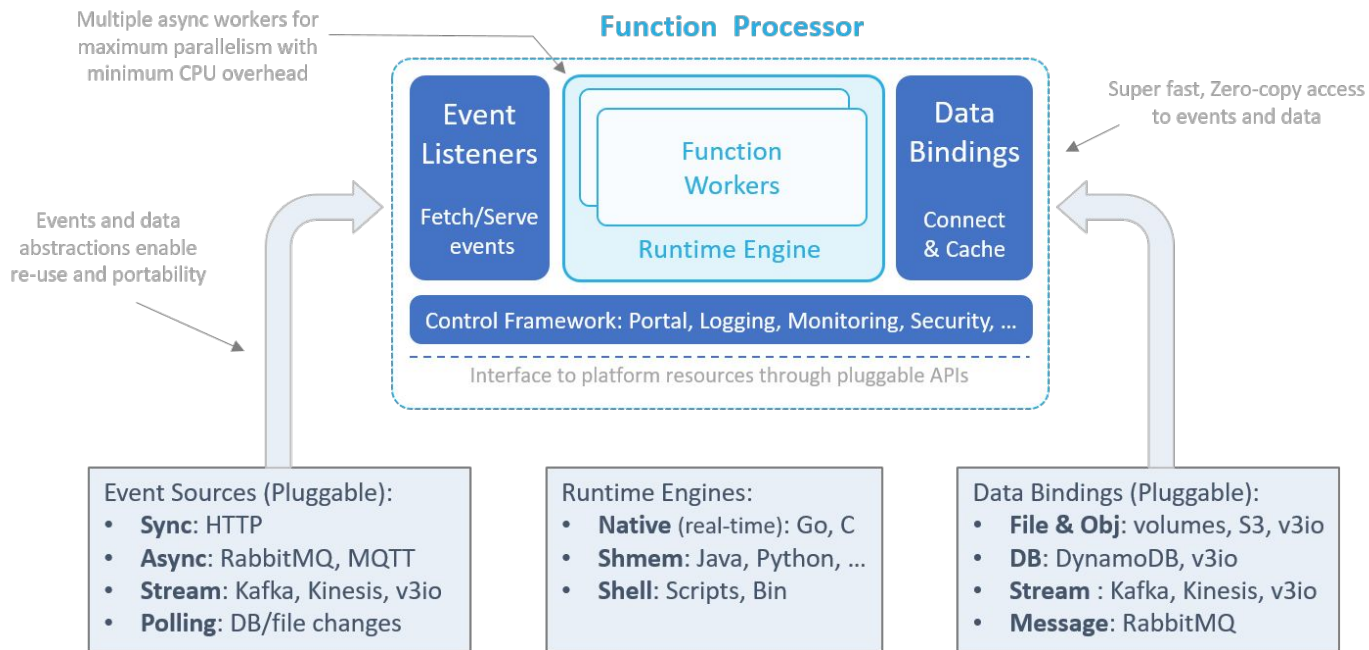 Multiple async workers for
maximum parallelism with
minimum CPU overhead
Function Processor
Event
Listeners
Fetch/Serve
events
Function
Workers
Runtime Engine
Data
Bindings
Connect
& Cache
Super fast, Zero-copy access
to events and data
Events and data
abstractions enable
re-use and portability
Control Framework: Portal, Logging, Monitoring, Security, ...
Interface to platform resources through pluggable APIs
Event Sources (Pluggable):
• Sync: HTTP
• Async: RabbitMQ, MQTT
• Stream: Kafka, Kinesis, v3io
• Polling: DB/file changes
Runtime Engines:
• Native (real-time): Go, C
• Shmem: Java, Python, ...
• Shell: Scripts, Bin
Data Bindings (Pluggable):
• File & Obj: volumes, S3, v3io
• DB: DynamoDB, v3io
• Stream : Kafka, Kinesis, v3io
• Message: RabbitMQ